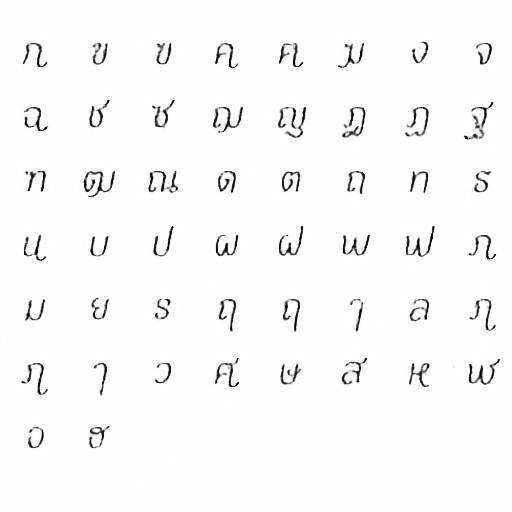 ก ข ฃ ค ฅ ฆ ง จ
ฉ ช ซ ฌ ญ ฎ ฏ ฐ
ฑ ฒ ณ ด ต ถ ท ธ
น บ ป ผ ฝ พ ฟ ภ
ม ย ร ฤ ฤ ๅ ล ฦ
ฦ ๅ ว ศ ษ ส ห ฬ
อ ฮ